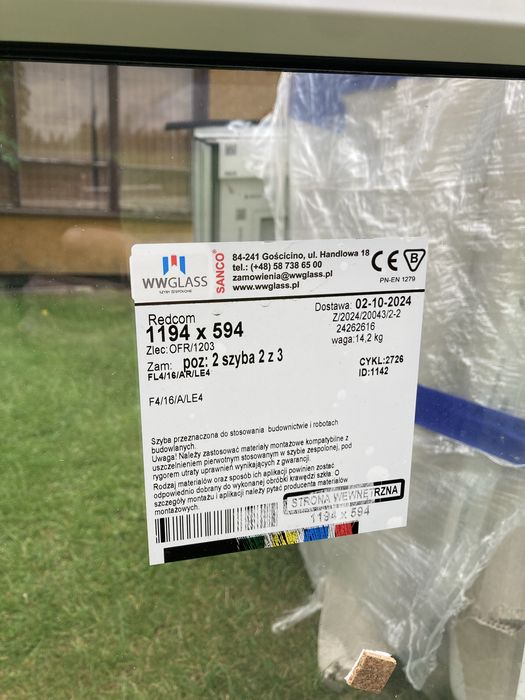 WWGLASS
SZYBY ZESPOLONE
SANCO®
84-241 Gościcino, ul. Handlowa 18
tel.: (+48) 58 738 65 00
zamowienia@wwglass.pl
www.wwglass.pl
CE B
PN-EN 1279
Redcom
1194 x 594
Zlec:OFR/1203
Zam: poz: 2 szyba 2 z 3
FL4/16/AR/LE4
F4/16/A/LE4
Dostawa: 02-10-2024
Z/2024/20043/2-2
24262616
waga:14,2 kg
CYKL:2726
ID:1142
Szyba przeznaczona do stosowania budownictwie i robotach
budowlanych.
Uwaga! Należy zastosować materiały montażowe kompatybilne z
uszczelnieniem pierwotnym stosowanym w szybie zespolonej, pod
rygorem utraty uprawnień wynikających z gwarancji.
Rodzaj materiałów oraz sposób ich aplikacji powinien zostać
odpowiednio dobrany do wykonanej obróbki krawędzi szkła. O
szczegóły montażu i aplikacji należy pytać producenta materiałów
montażowych.
STRONA WEWNĘTRZNA
1194 x 594